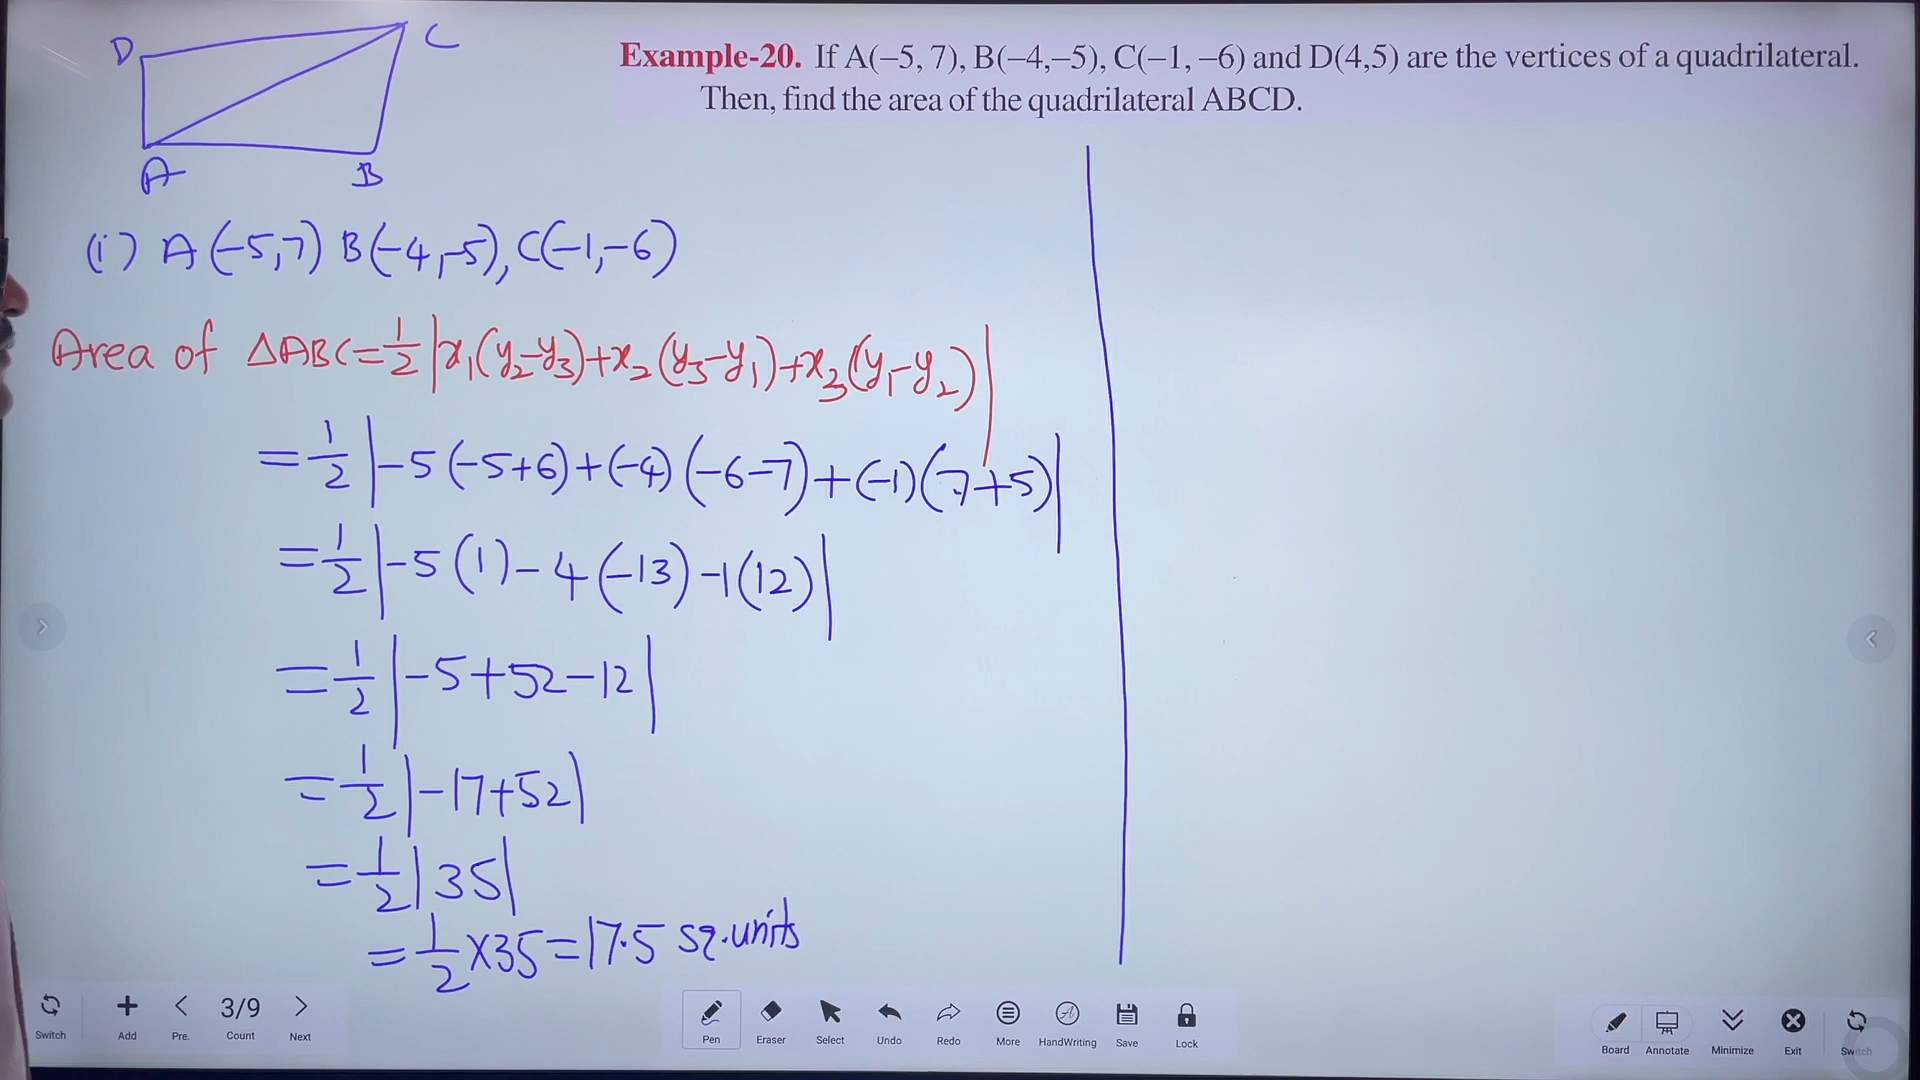 D
C
A
B
Example-20. If A(−5, 7), B(−4,−5), C(−1, −6) and D(4,5) are the vertices of a quadrilateral.
Then, find the area of the quadrilateral ABCD.
(i) A(-5,7) B(-4,-5), C(-1,-6)
Area of △ABC=1/2|x₁(y₂-y₃)+x₂(y₃-y₁)+x₃(y₁-y₂)|
=1/2|-5(-5+6)+(-4)(-6-7)+(-1)(7+5)|
=1/2|-5(1)-4(-13)-1(12)|
=1/2|-5+52-12|
=1/2|-17+52|
=1/2|35|
=1/2×35=17.5 sq.units
Switch
Add
Pre.
3/9
Count
Next
Pen
Eraser
Select
Undo
Redo
More
HandWriting
Save
Lock
Board
Annotate
Minimize
Exit
Switch